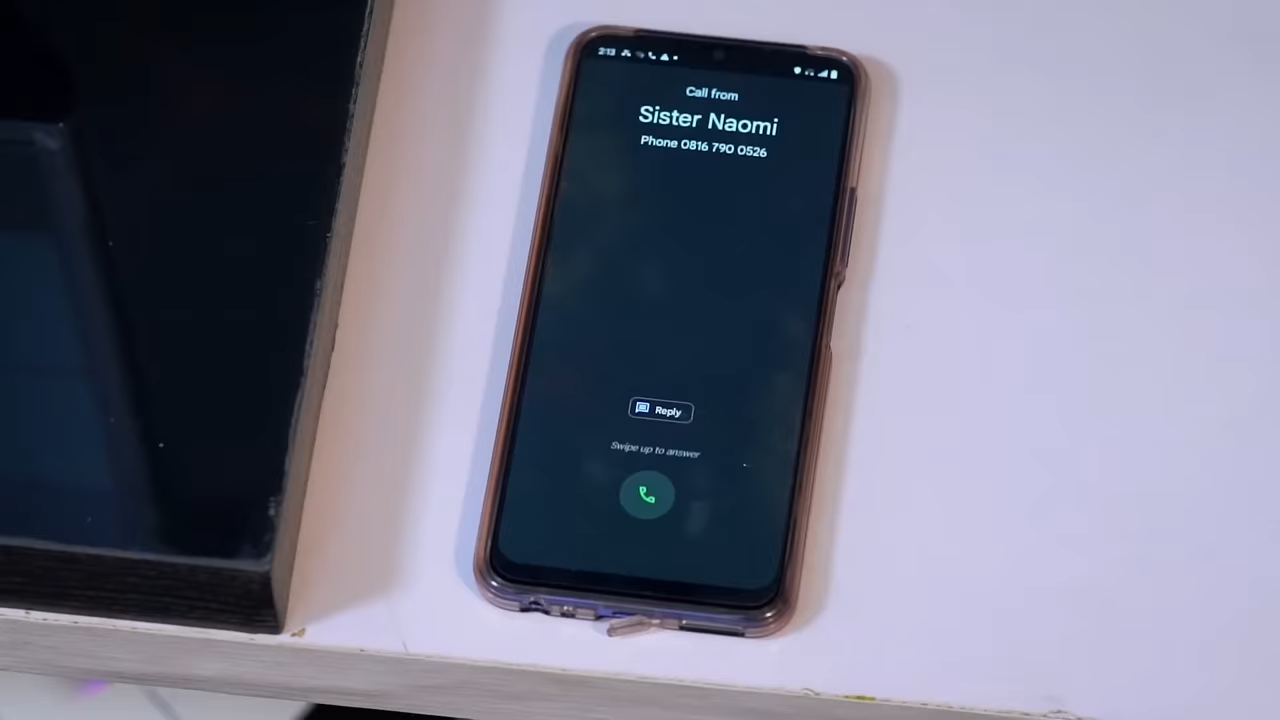 2:13
Call from
Sister Naomi
Phone 0816 790 0526
Reply
Swipe up to answer